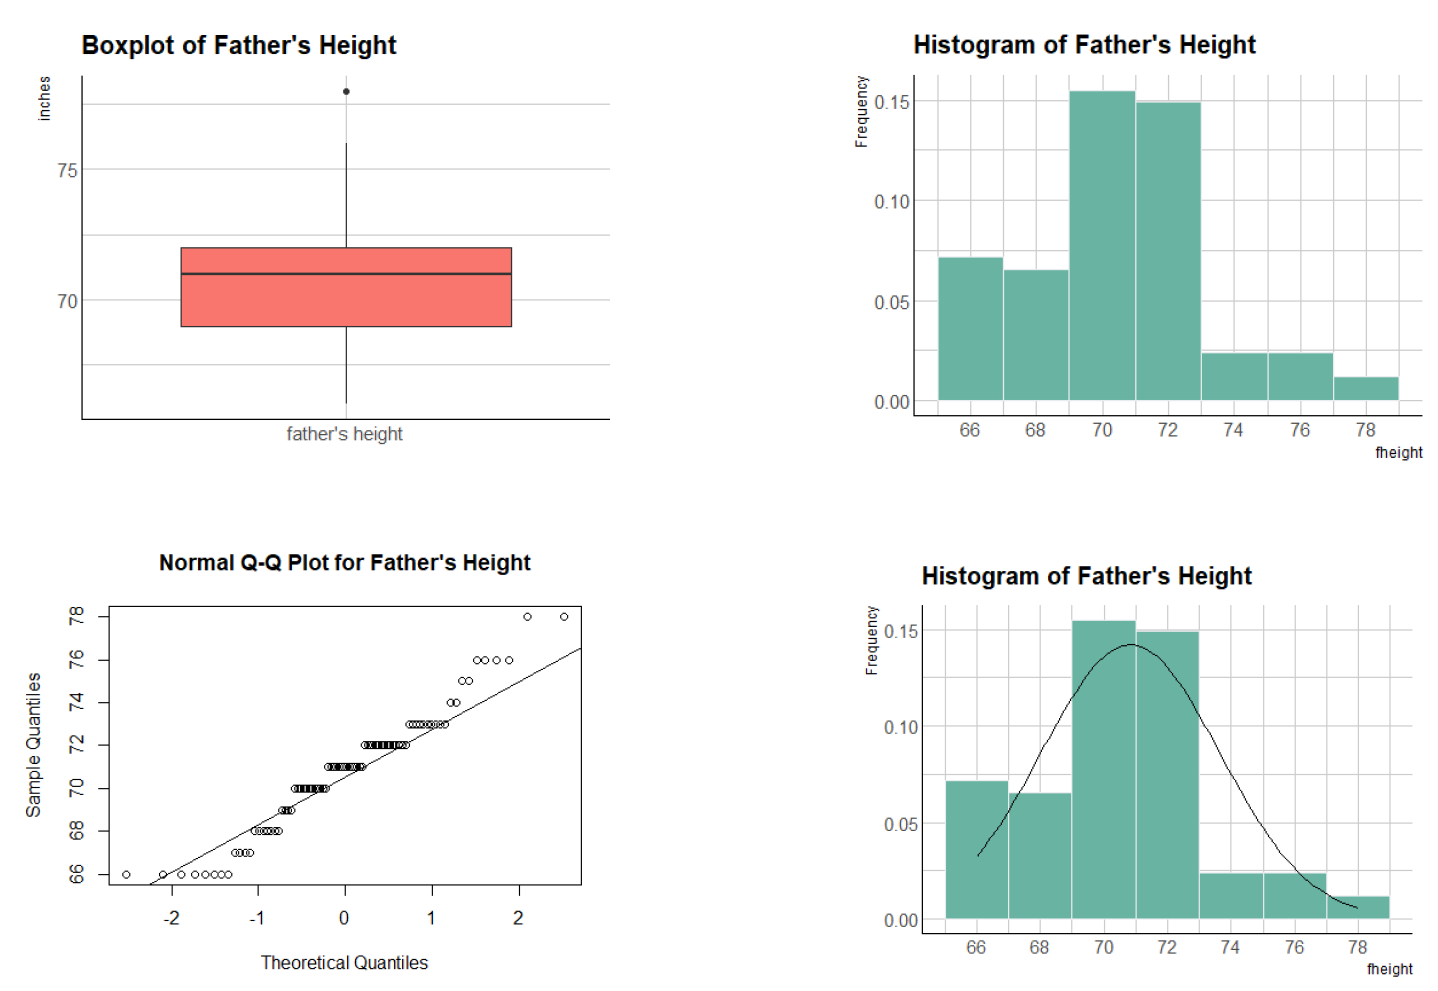 Boxplot of Father's Height
inches
75
70
father's height
Histogram of Father's Height
Frequency
0.15
0.10
0.05
0.00
66 68 70 72 74 76 78
fheight
Normal Q-Q Plot for Father's Height
Sample Quantiles
78
76
74
72
70
68
66
-2 -1 0 1 2
Theoretical Quantiles
Histogram of Father's Height
Frequency
0.15
0.10
0.05
0.00
66 68 70 72 74 76 78
fheight